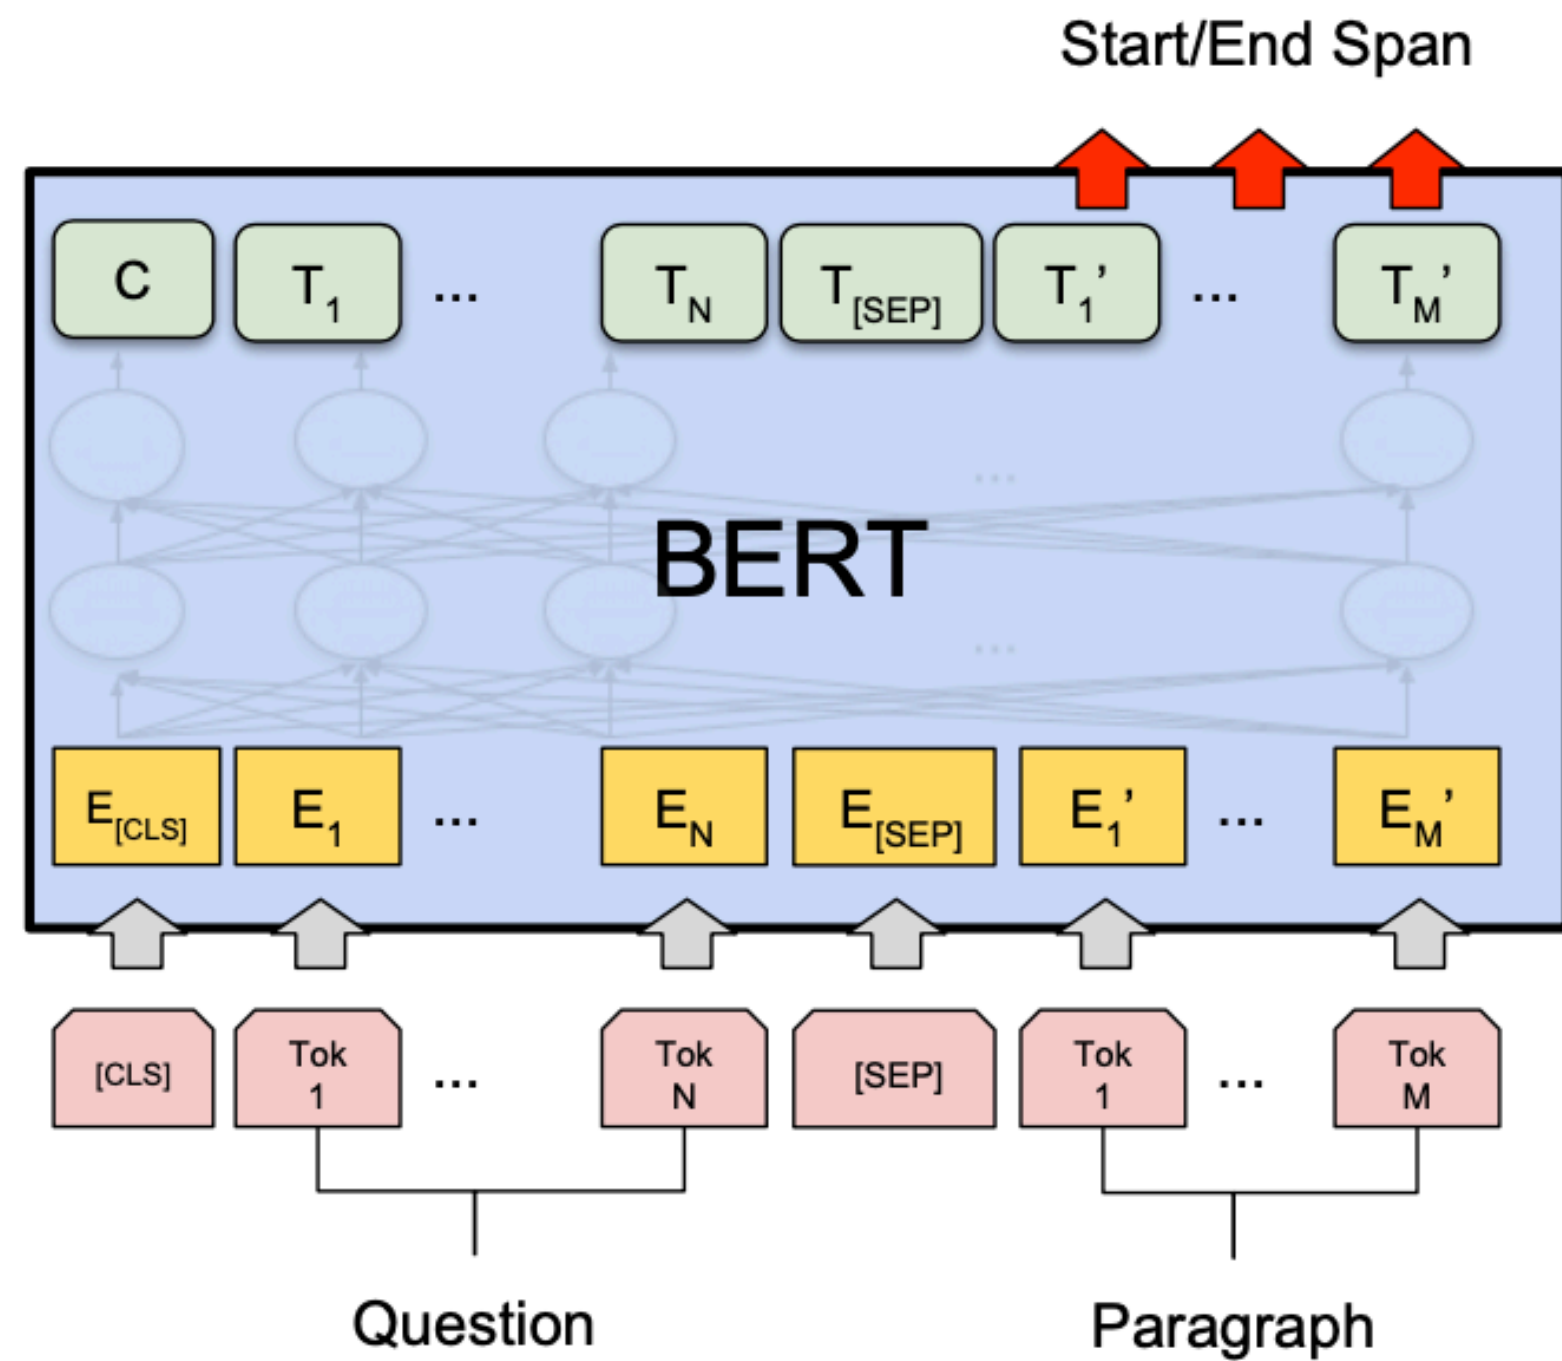 Start/End Span
C T1 ... TN T[SEP] T1’ ... TM’
...
BERT
...
E[CLS] E1 ... EN E[SEP] E1’ ... EM’
[CLS] Tok 1 ... Tok N [SEP] Tok 1 ... Tok M
Question Paragraph